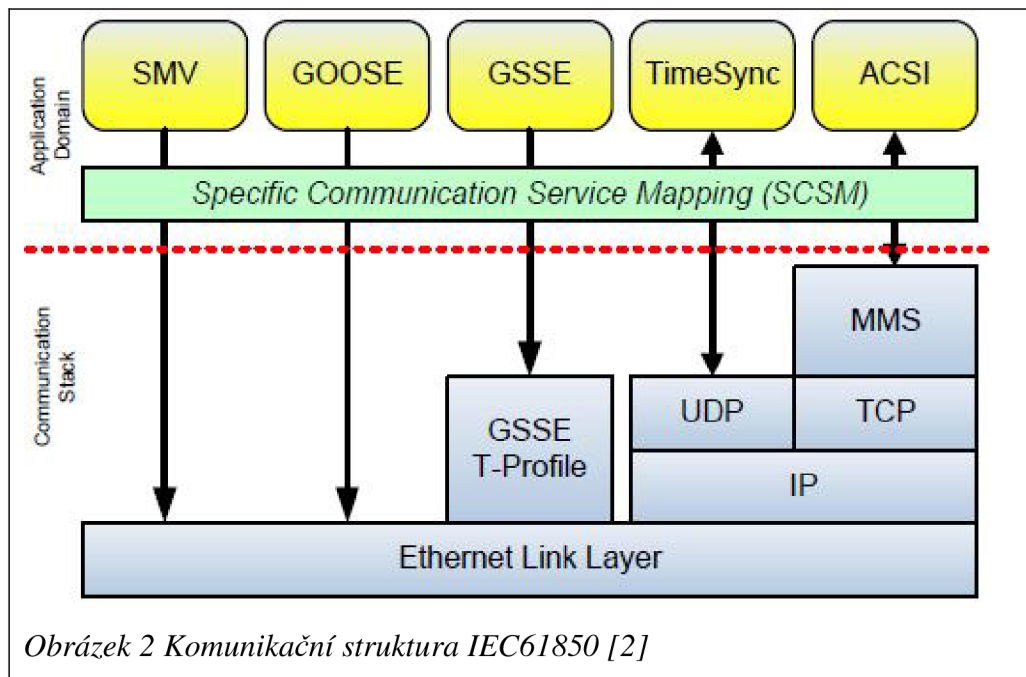 SMV
GOOSE
GSSE
TimeSync
ACSI
Application
Domain
Specific Communication Service Mapping (SCSM)
Communication
Stack
MMS
GSSE
T-Profile
UDP
TCP
IP
Ethernet Link Layer
Obrázek 2 Komunikační struktura IEC61850 [2]